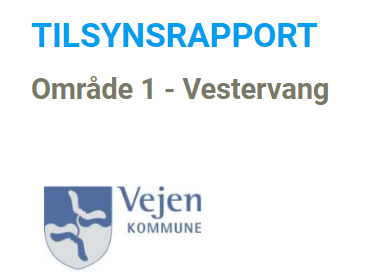 TILSYNSRAPPORT
Område 1 - Vestervang
Vejen
KOMMUNE